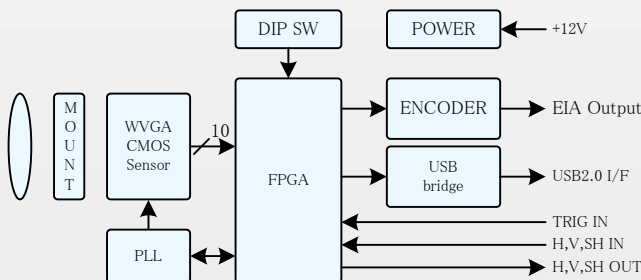 DIP SW
POWER
+12V
M
O
U
N
T
WVGA
CMOS
Sensor
10
FPGA
ENCODER
EIA Output
USB
bridge
USB2.0 I/F
TRIG IN
H,V,SH IN
H,V,SH OUT
PLL